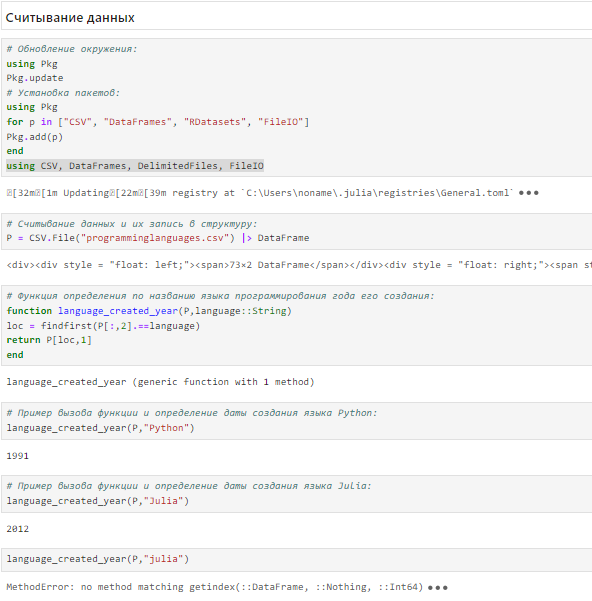 Считывание данных
# Обновление окружения:
using Pkg
Pkg.update
# Установка пакетов:
using Pkg
for p in ["CSV", "DataFrames", "RDatasets", "FileIO"]
Pkg.add(p)
end
using CSV, DataFrames, DelimitedFiles, FileIO
[32m[1m Updating[22m[39m registry at `C:\Users\noname\.julia\registries\General.toml` •••
# Считывание данных и их запись в структуру:
P = CSV.File("programminglanguages.csv") |> DataFrame
<div><div style = "float: left;"><span>73×2 DataFrame</span></div><div style = "float: right;"><span st
# Функция определения по названию языка программирования года его создания:
function language_created_year(P,language::String)
loc = findfirst(P[:,2].==language)
return P[loc,1]
end
language_created_year (generic function with 1 method)
# Пример вызова функции и определение даты создания языка Python:
language_created_year(P,"Python")
1991
# Пример вызова функции и определение даты создания языка Julia:
language_created_year(P,"Julia")
2012
language_created_year(P,"julia")
MethodError: no method matching getindex(::DataFrame, ::Nothing, ::Int64) •••